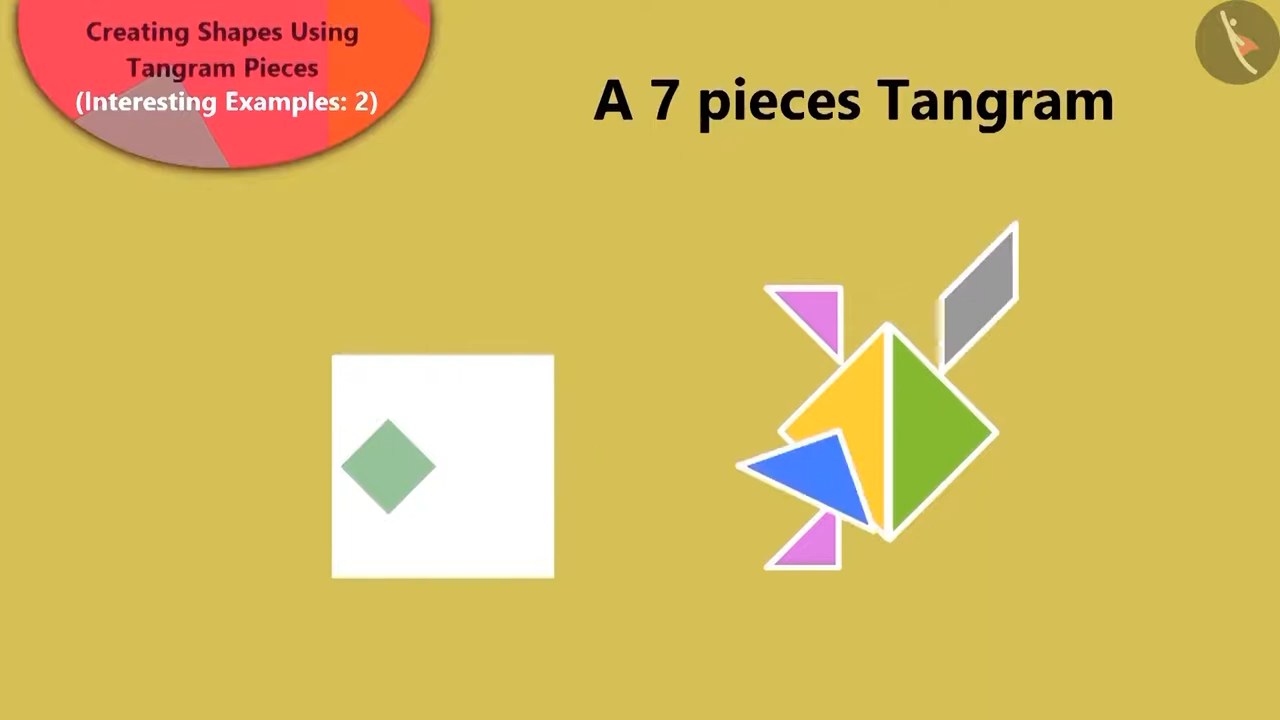 Creating Shapes Using
Tangram Pieces
(Interesting Examples: 2)
A 7 pieces Tangram